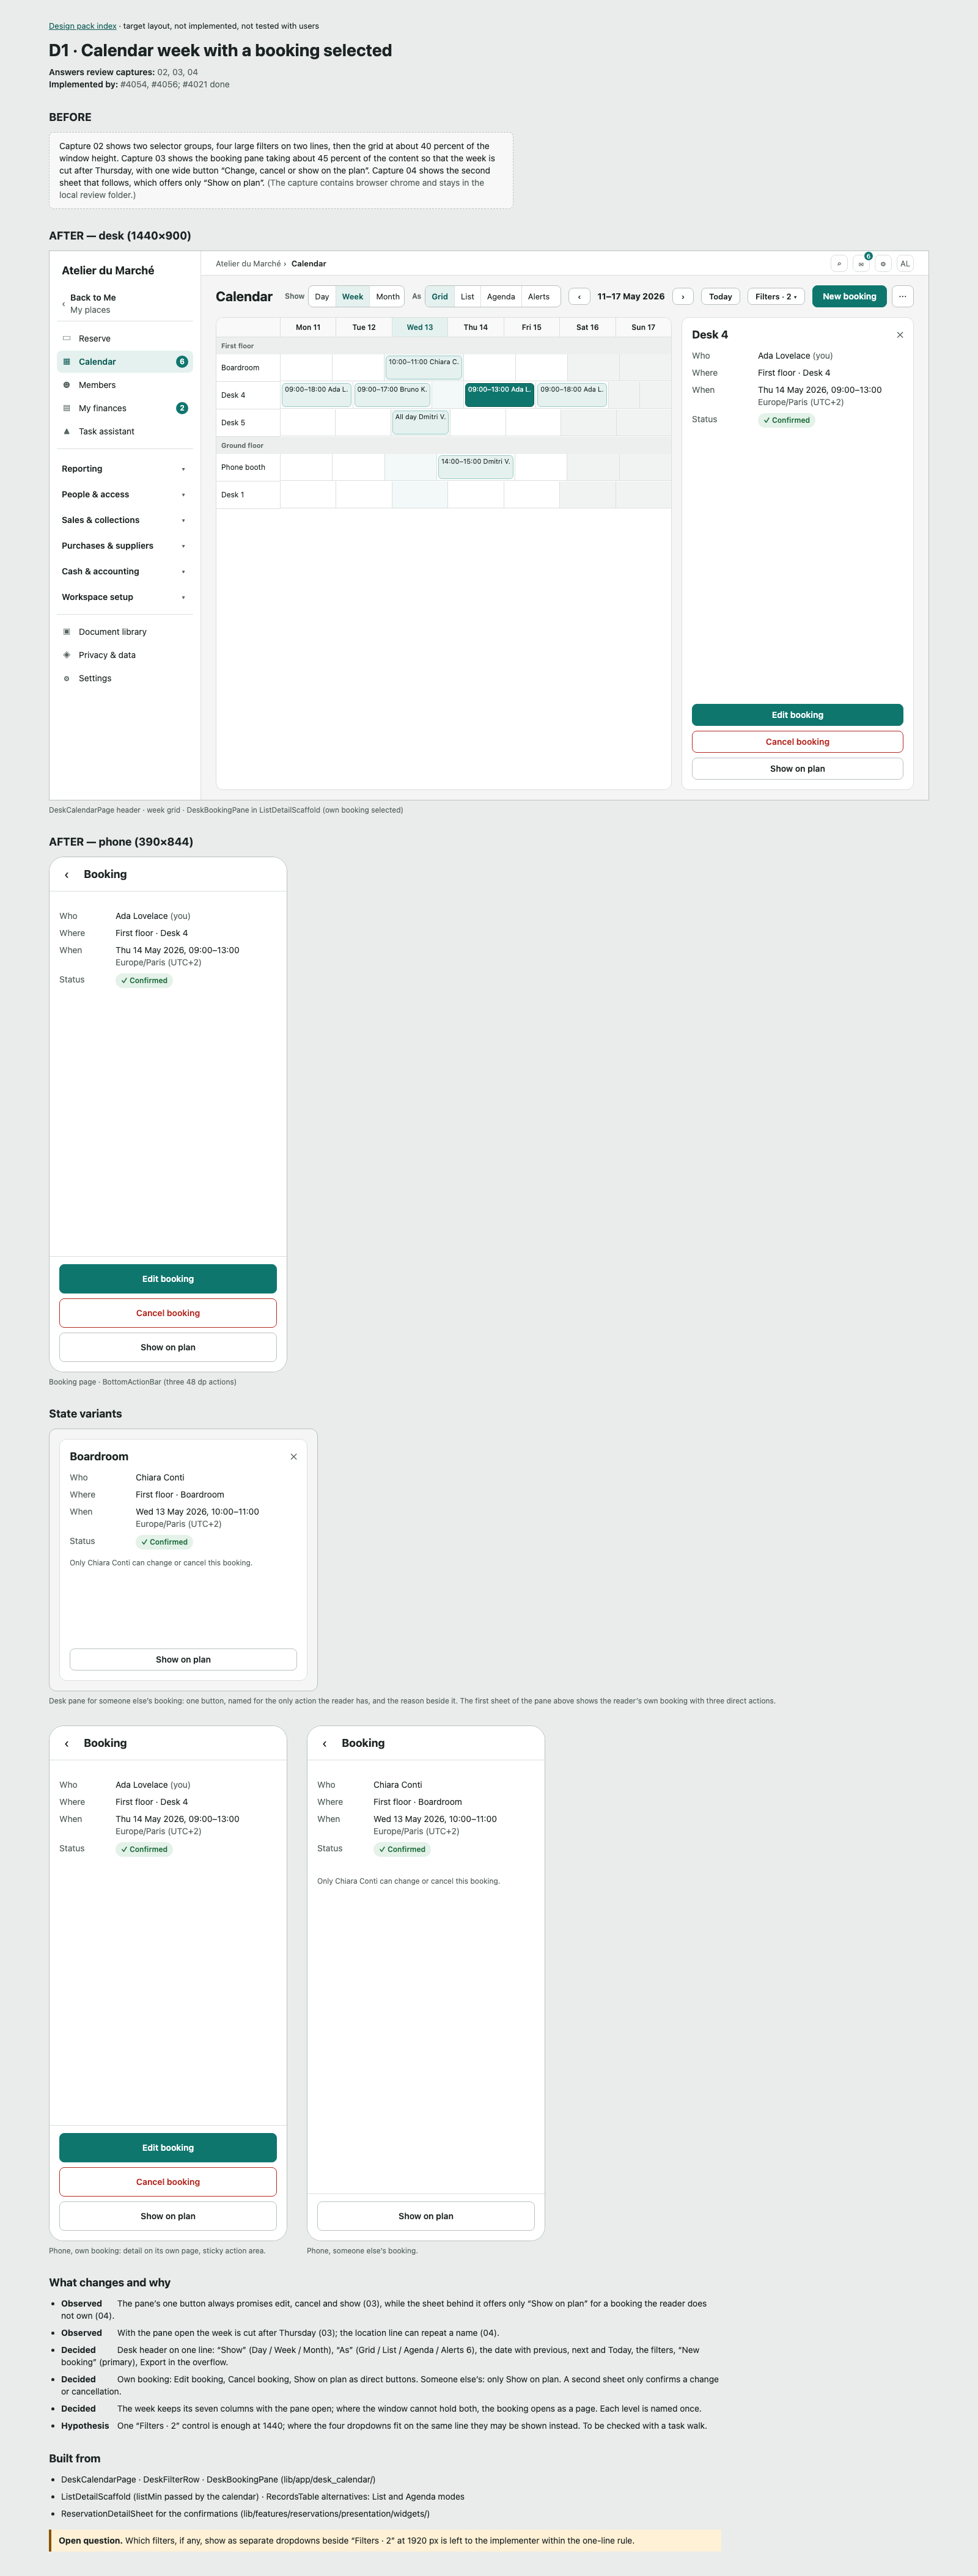 Design pack index · target layout, not implemented, not tested with users
D1 · Calendar week with a booking selected
Answers review captures: 02, 03, 04
Implemented by: #4054, #4056; #4021 done
BEFORE
Capture 02 shows two selector groups, four large filters on two lines, then the grid at about 40 percent of the
window height. Capture 03 shows the booking pane taking about 45 percent of the content so that the week is
cut after Thursday, with one wide button “Change, cancel or show on the plan”. Capture 04 shows the second
sheet that follows, which offers only “Show on plan”. (The capture contains browser chrome and stays in the
local review folder.)
AFTER — desk (1440×900)
Atelier du Marché
‹ Back to Me
My places
Reserve
Calendar 6
Members
My finances 2
Task assistant
Reporting ▾
People & access ▾
Sales & collections ▾
Purchases & suppliers ▾
Cash & accounting ▾
Workspace setup ▾
Document library
Privacy & data
Settings
Atelier du Marché › Calendar
6
AL
Calendar Show Day Week Month As Grid List Agenda Alerts ‹ 11–17 May 2026 › Today Filters · 2 ▾ New booking ⋯
Mon 11 Tue 12 Wed 13 Thu 14 Fri 15 Sat 16 Sun 17
First floor
Boardroom 10:00–11:00 Chiara C.
Desk 4 09:00–18:00 Ada L. 09:00–17:00 Bruno K. 09:00–13:00 Ada L. 09:00–18:00 Ada L.
Desk 5 All day Dmitri V.
Ground floor
Phone booth 14:00–15:00 Dmitri V.
Desk 1
Desk 4 ×
Who Ada Lovelace (you)
Where First floor · Desk 4
When Thu 14 May 2026, 09:00–13:00
Europe/Paris (UTC+2)
Status ✓ Confirmed
Edit booking
Cancel booking
Show on plan
DeskCalendarPage header · week grid · DeskBookingPane in ListDetailScaffold (own booking selected)
AFTER — phone (390×844)
‹ Booking
Who Ada Lovelace (you)
Where First floor · Desk 4
When Thu 14 May 2026, 09:00–13:00
Europe/Paris (UTC+2)
Status ✓ Confirmed
Edit booking
Cancel booking
Show on plan
Booking page · BottomActionBar (three 48 dp actions)
State variants
Boardroom ×
Who Chiara Conti
Where First floor · Boardroom
When Wed 13 May 2026, 10:00–11:00
Europe/Paris (UTC+2)
Status ✓ Confirmed
Only Chiara Conti can change or cancel this booking.
Show on plan
Desk pane for someone else's booking: one button, named for the only action the reader has, and the reason beside it. The first sheet of the pane above shows the reader's own booking with three direct actions.
‹ Booking
Who Ada Lovelace (you)
Where First floor · Desk 4
When Thu 14 May 2026, 09:00–13:00
Europe/Paris (UTC+2)
Status ✓ Confirmed
Edit booking
Cancel booking
Show on plan
Phone, own booking: detail on its own page, sticky action area.
‹ Booking
Who Chiara Conti
Where First floor · Boardroom
When Wed 13 May 2026, 10:00–11:00
Europe/Paris (UTC+2)
Status ✓ Confirmed
Only Chiara Conti can change or cancel this booking.
Show on plan
Phone, someone else's booking.
What changes and why
• Observed The pane's one button always promises edit, cancel and show (03), while the sheet behind it offers only “Show on plan” for a booking the reader does
not own (04).
• Observed With the pane open the week is cut after Thursday (03); the location line can repeat a name (04).
• Decided Desk header on one line: “Show” (Day / Week / Month), “As” (Grid / List / Agenda / Alerts 6), the date with previous, next and Today, the filters, “New
booking” (primary), Export in the overflow.
• Decided Own booking: Edit booking, Cancel booking, Show on plan as direct buttons. Someone else's: only Show on plan. A second sheet only confirms a change
or cancellation.
• Decided The week keeps its seven columns with the pane open; where the window cannot hold both, the booking opens as a page. Each level is named once.
• Hypothesis One “Filters · 2” control is enough at 1440; where the four dropdowns fit on the same line they may be shown instead. To be checked with a task walk.
Built from
• DeskCalendarPage · DeskFilterRow · DeskBookingPane (lib/app/desk_calendar/)
• ListDetailScaffold (listMin passed by the calendar) · RecordsTable alternatives: List and Agenda modes
• ReservationDetailSheet for the confirmations (lib/features/reservations/presentation/widgets/)
Open question. Which filters, if any, show as separate dropdowns beside “Filters · 2” at 1920 px is left to the implementer within the one-line rule.